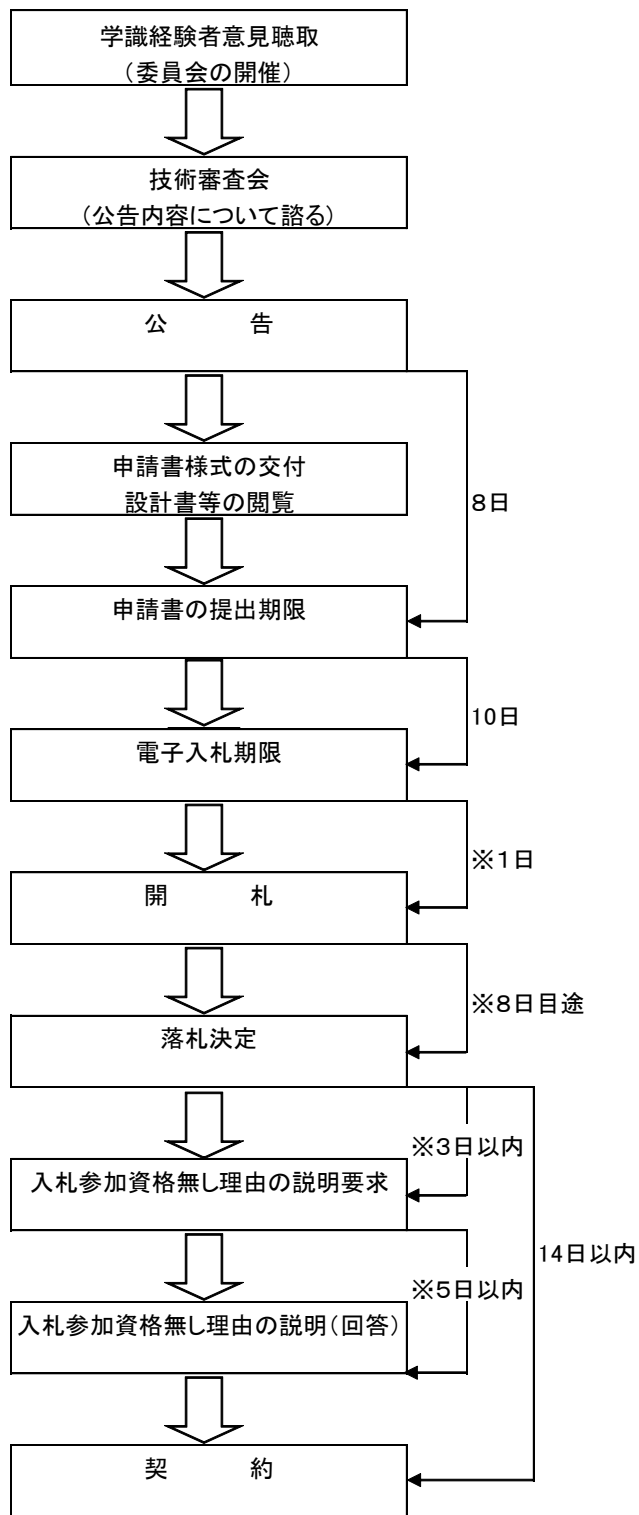 学識経験者意見聴取
（委員会の開催）
技術審査会
（公告内容について諮る）
公　　　告
申請書様式の交付
設計書等の閲覧
8日
申請書の提出期限
10日
電子入札期限
※1日
開　　　札
※8日目途
落札決定
※3日以内
入札参加資格無し理由の説明要求
14日以内
※5日以内
入札参加資格無し理由の説明（回答）
契　　　約